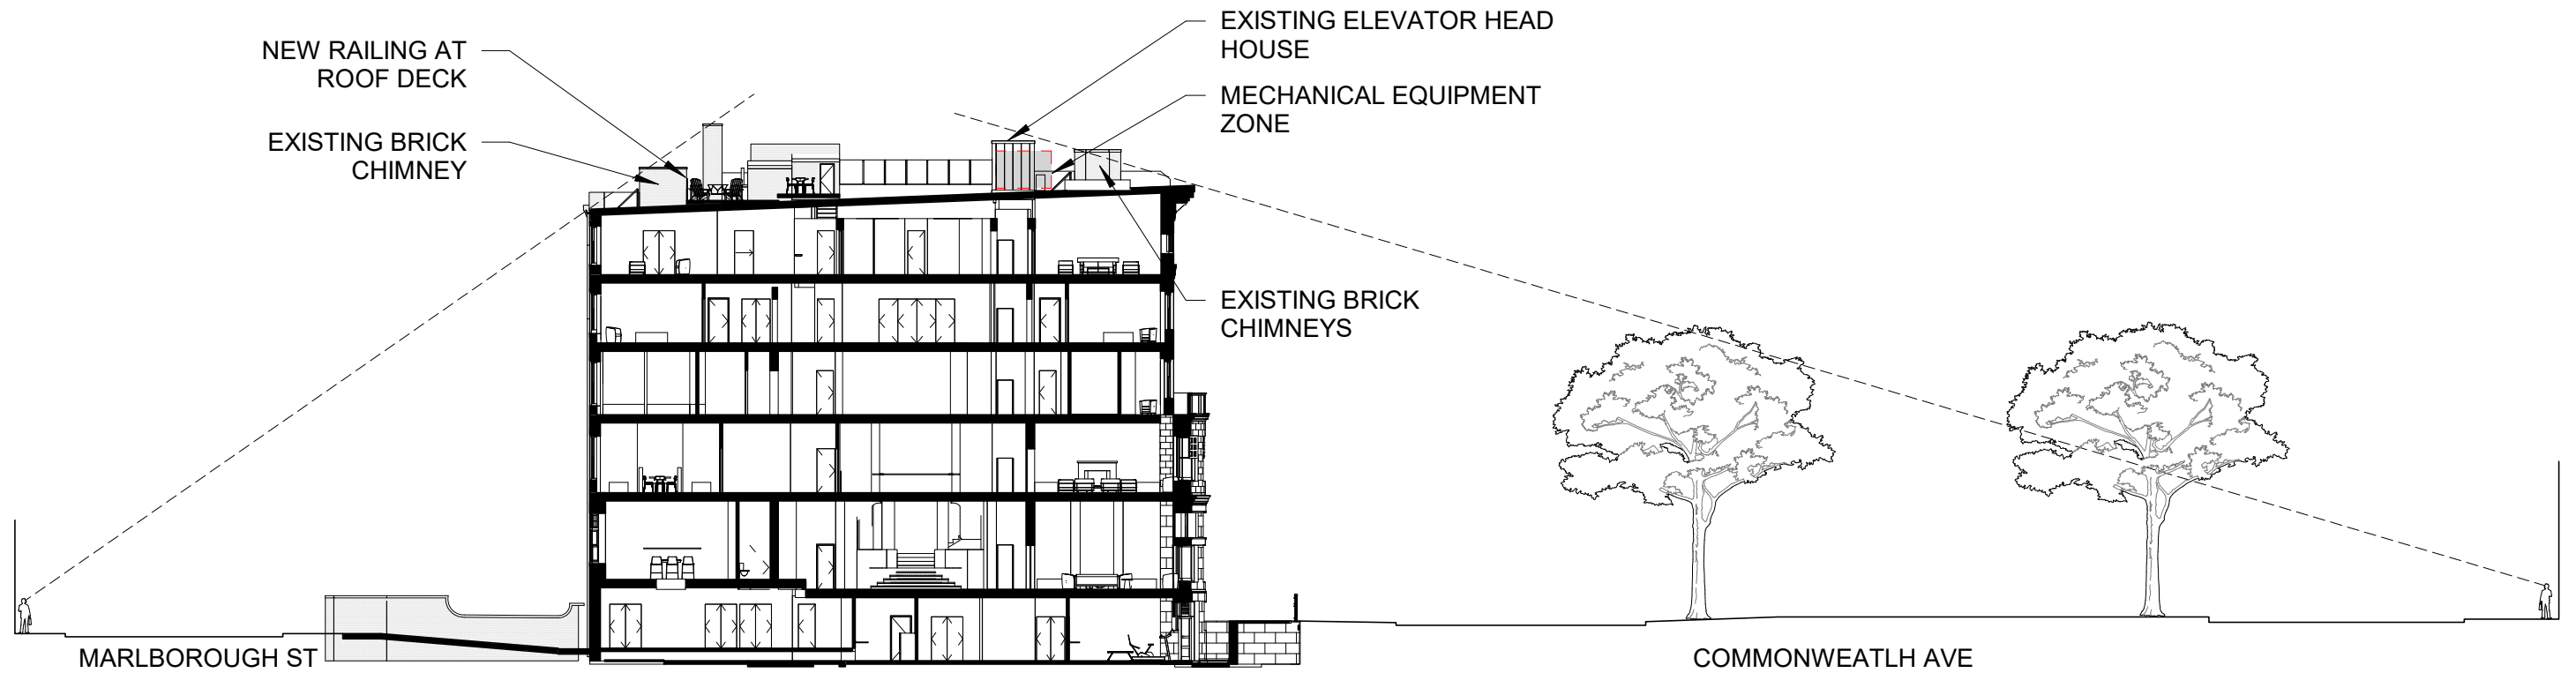 NEW RAILING AT
ROOF DECK
EXISTING BRICK
CHIMNEY
EXISTING ELEVATOR HEAD
HOUSE
MECHANICAL EQUIPMENT
ZONE
EXISTING BRICK
CHIMNEYS
MARLBOROUGH ST
COMMONWEATLH AVE